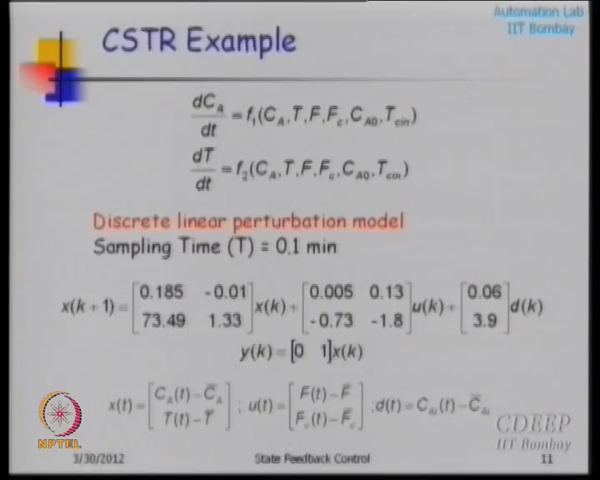 Automation Lab
IIT Bombay
CSTR Example
dC_A/dt = f₁(C_A, T, F, F_c, C_A0, T_cin)
dT/dt = f₂(C_A, T, F, F_c, C_A0, T_cin)
Discrete linear perturbation model
Sampling Time (T) = 0.1 min
x(k+1) = [0.185 -0.01; 73.49 1.33] x(k) + [0.005 0.13; -0.73 -1.8] u(k) + [0.06; 3.9] d(k)
y(k) = [0 1]x(k)
x(t) = [C_A(t) - C̄_A; T(t) - T̄] ; u(t) = [F(t) - F̄; F_c(t) - F̄_c] ; d(t) = C_A0(t) - C̄_A0
NPTEL
CDEEP
IIT Bombay
3/30/2012
State Feedback Control
11